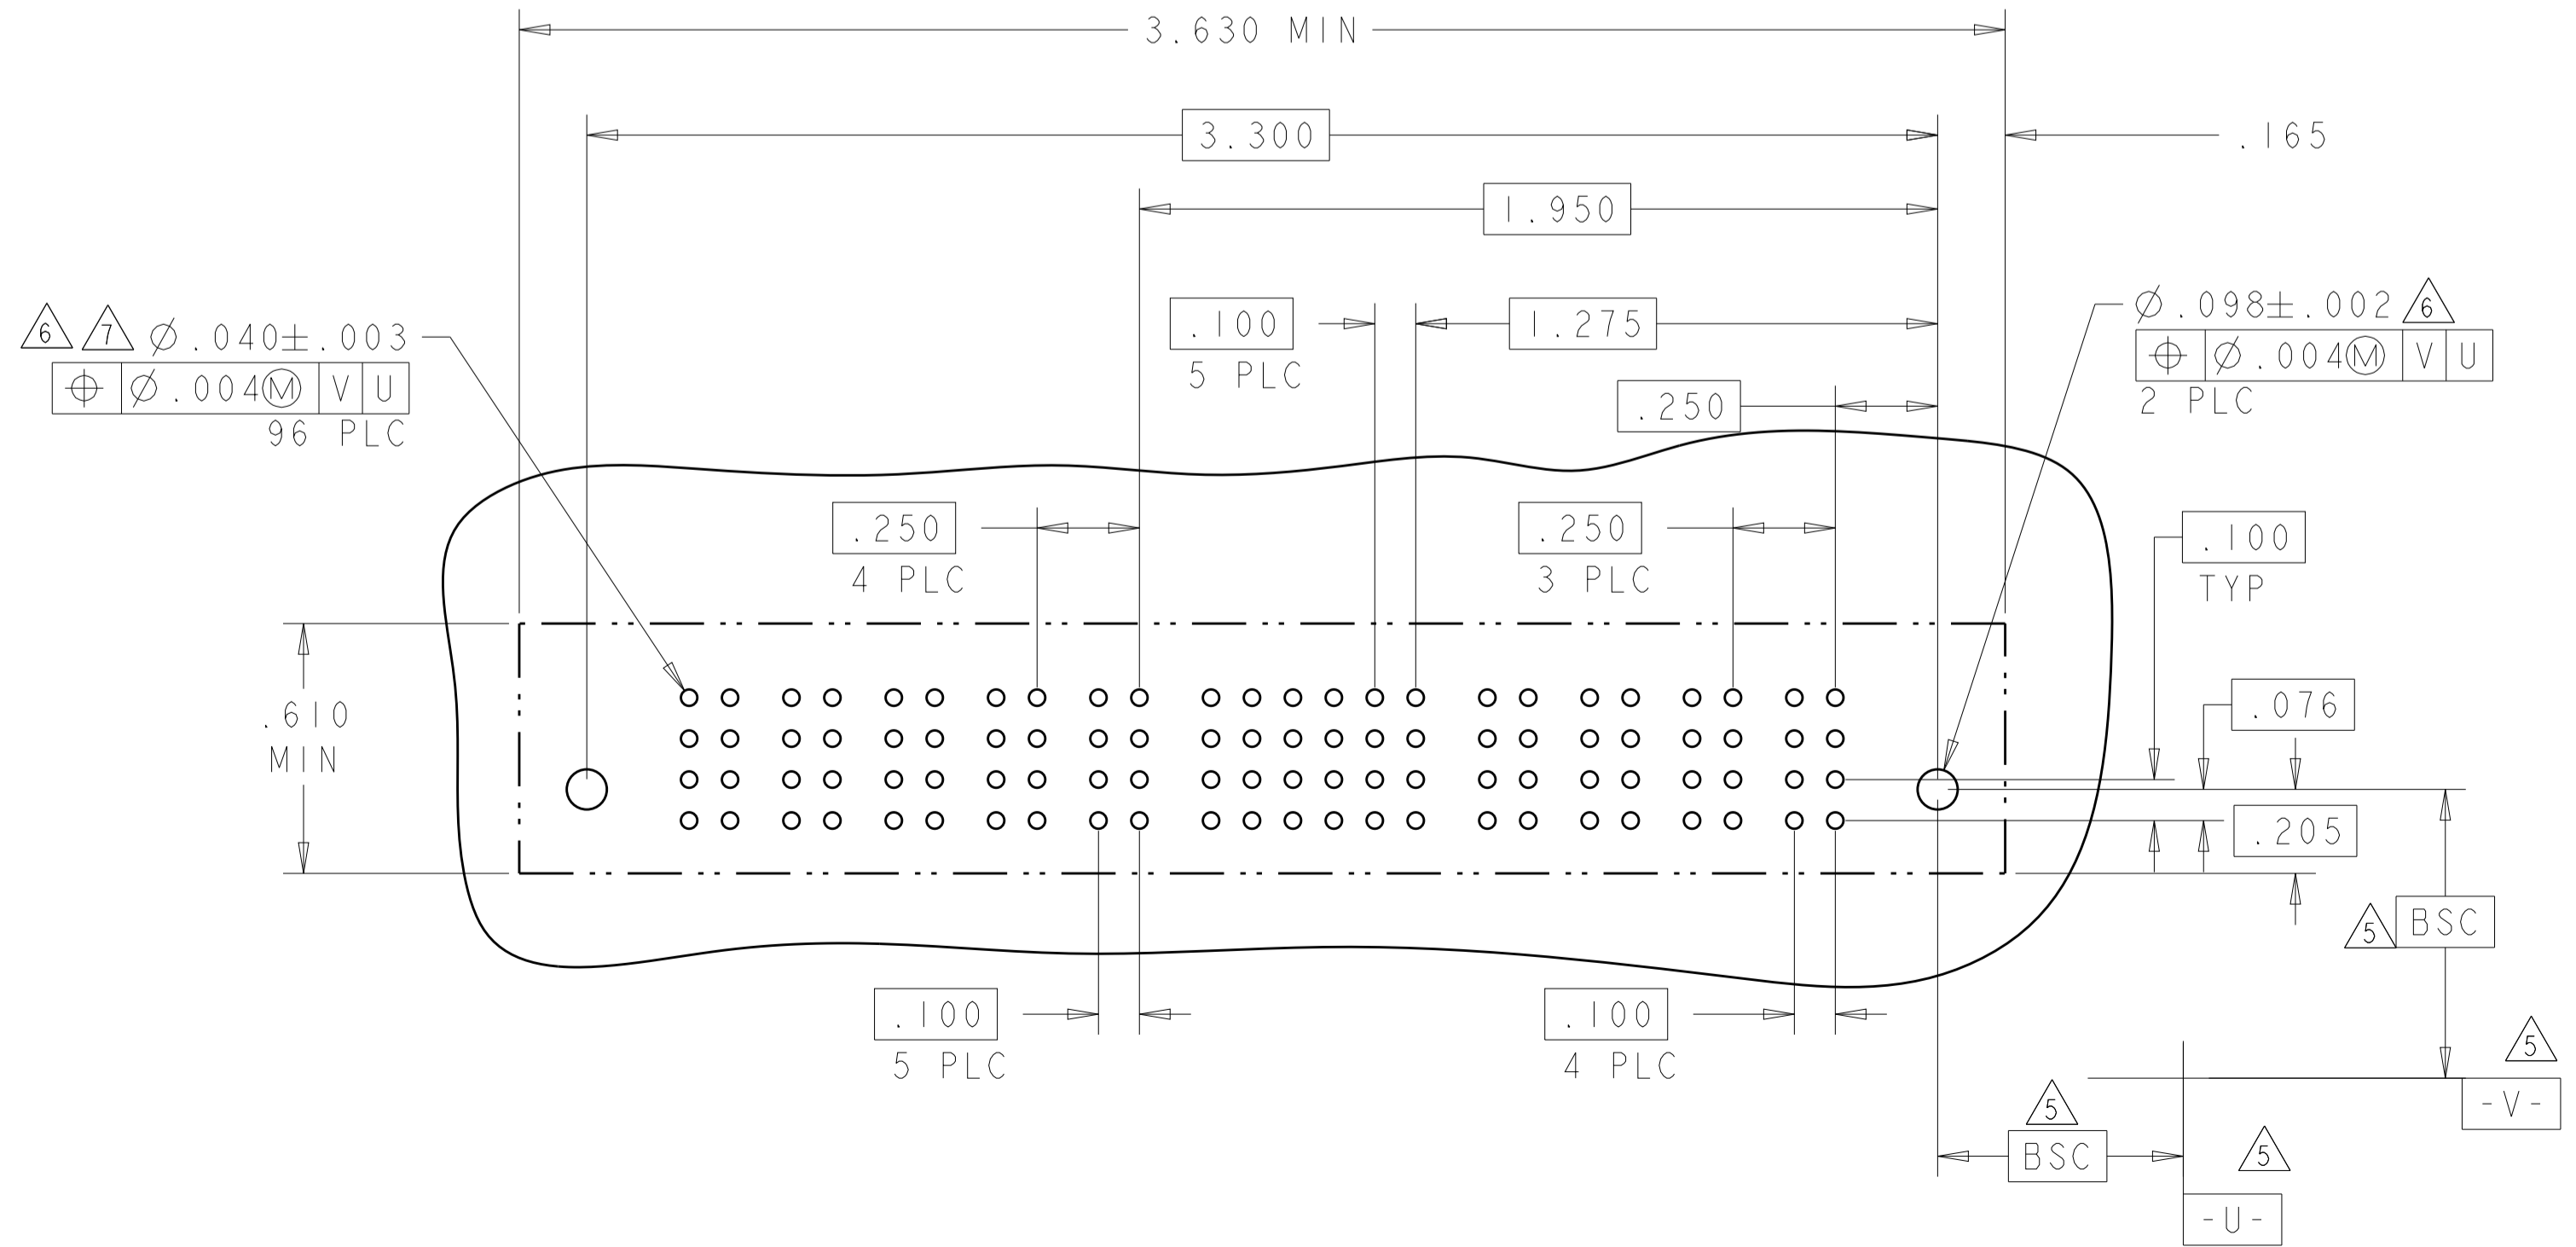 3.630 MIN
3.300
.165
1.950
6 7 Ø.040±.003
⌖ Ø.004Ⓜ V U
96 PLC
.100
5 PLC
1.275
.250
Ø.098±.002 6
⌖ Ø.004Ⓜ V U
2 PLC
.250
4 PLC
.250
3 PLC
.100
TYP
.610
MIN
.076
.205
5 BSC
.100
5 PLC
.100
4 PLC
5
-V-
5
BSC
5
-U-